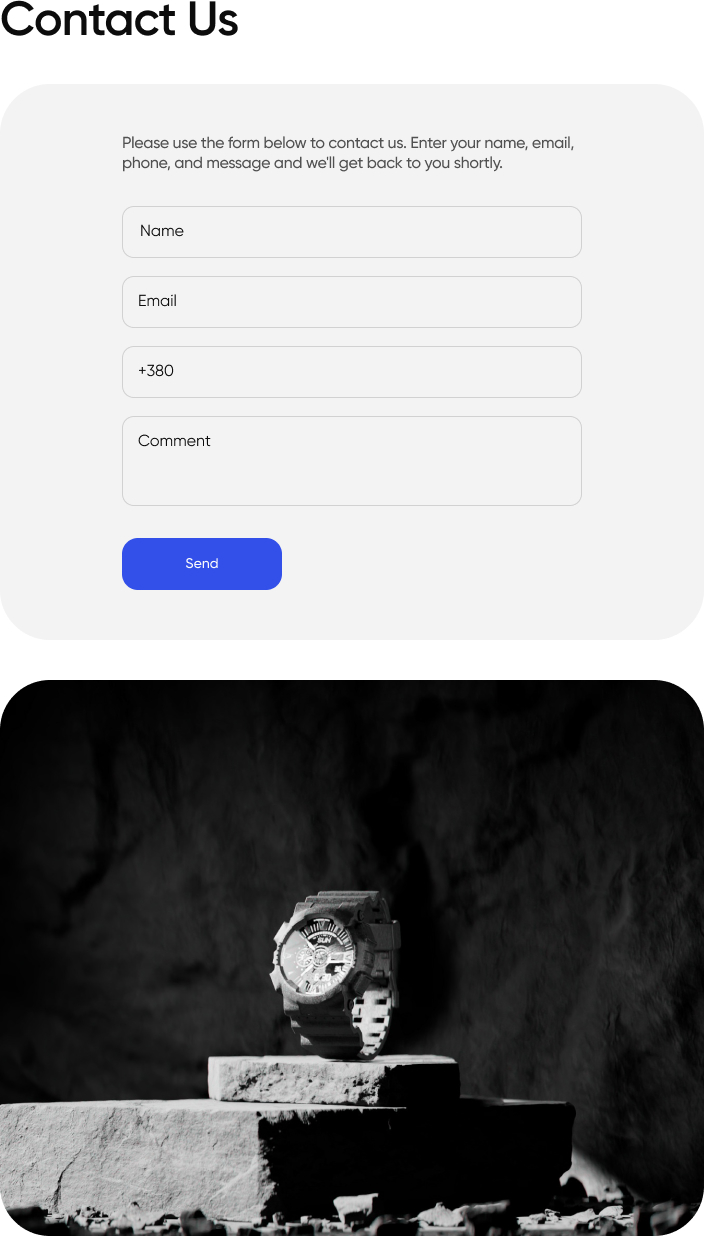 Contact Us
Please use the form below to contact us. Enter your name, email,
phone, and message and we'll get back to you shortly.
Name
Email
+380
Comment
Send
SUN